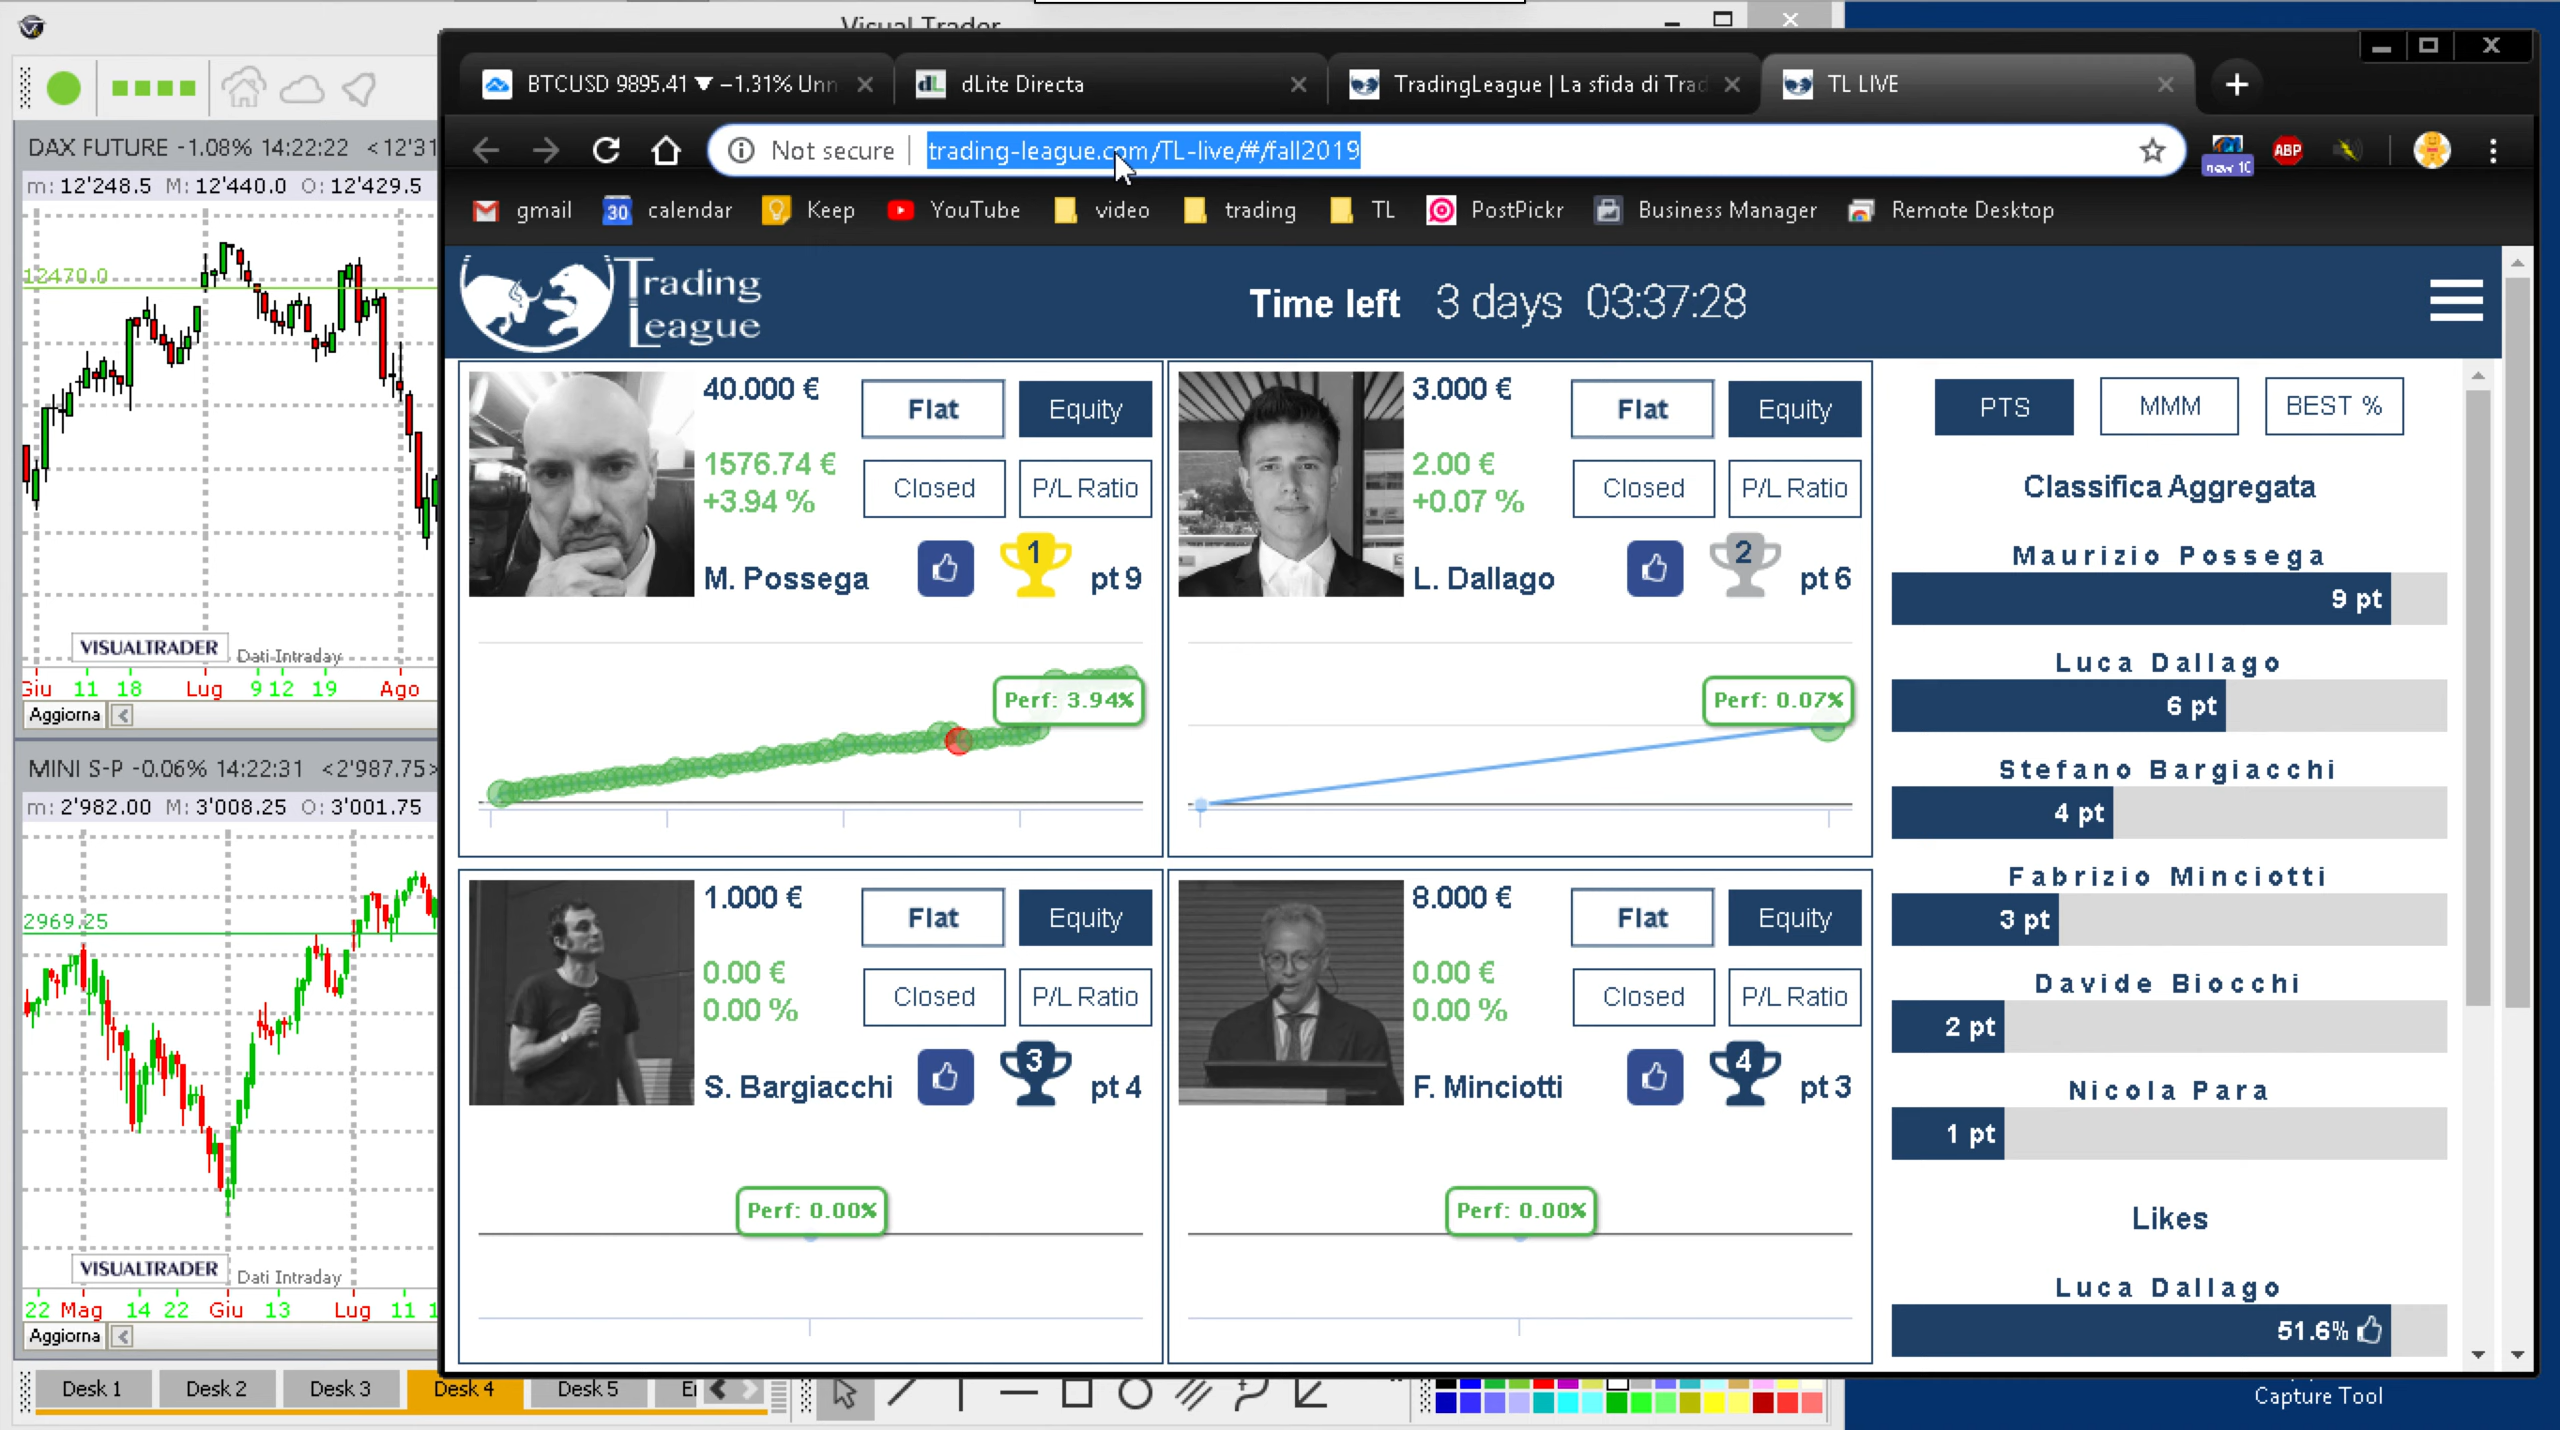 Visual Trader
DAX FUTURE -1.08% 14:22:22 <12'31
m: 12'248.5 M: 12'440.0 O: 12'429.5
12470.0
VISUALTRADER
Dati Intraday
Giu 11 18 Lug 9 12 19 Ago
Aggiorna
MINI S-P -0.06% 14:22:31 <2'987.75>
m: 2'982.00 M: 3'008.25 O: 3'001.75
2969.25
VISUALTRADER
Dati Intraday
22 Mag 14 22 Giu 13 Lug 11 1
Aggiorna
Desk 1 Desk 2 Desk 3 Desk 4 Desk 5
BTCUSD 9895.41 ▼ −1.31% Unn
dLite Directa
TradingLeague | La sfida di Trad
TL LIVE
Not secure trading-league.com/TL-live/#/fall2019
ABP
new 10
gmail 30 calendar Keep YouTube video trading TL PostPickr Business Manager Remote Desktop
Trading
League
Time left 3 days 03:37:28
40.000 € Flat Equity
1576.74 €
+3.94 %
Closed P/L Ratio
M. Possega 1 pt 9
Perf: 3.94%
3.000 € Flat Equity
2.00 €
+0.07 %
Closed P/L Ratio
L. Dallago 2 pt 6
Perf: 0.07%
1.000 € Flat Equity
0.00 €
0.00 %
Closed P/L Ratio
S. Bargiacchi 3 pt 4
Perf: 0.00%
8.000 € Flat Equity
0.00 €
0.00 %
Closed P/L Ratio
F. Minciotti 4 pt 3
Perf: 0.00%
PTS MMM BEST %
Classifica Aggregata
Maurizio Possega
9 pt
Luca Dallago
6 pt
Stefano Bargiacchi
4 pt
Fabrizio Minciotti
3 pt
Davide Biocchi
2 pt
Nicola Para
1 pt
Likes
Luca Dallago
51.6%
Capture Tool